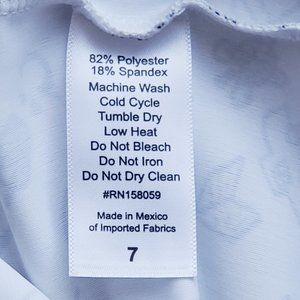 82% Polyester
18% Spandex
Machine Wash
Cold Cycle
Tumble Dry
Low Heat
Do Not Bleach
Do Not Iron
Do Not Dry Clean
#RN158059
Made in Mexico
of Imported Fabrics
7